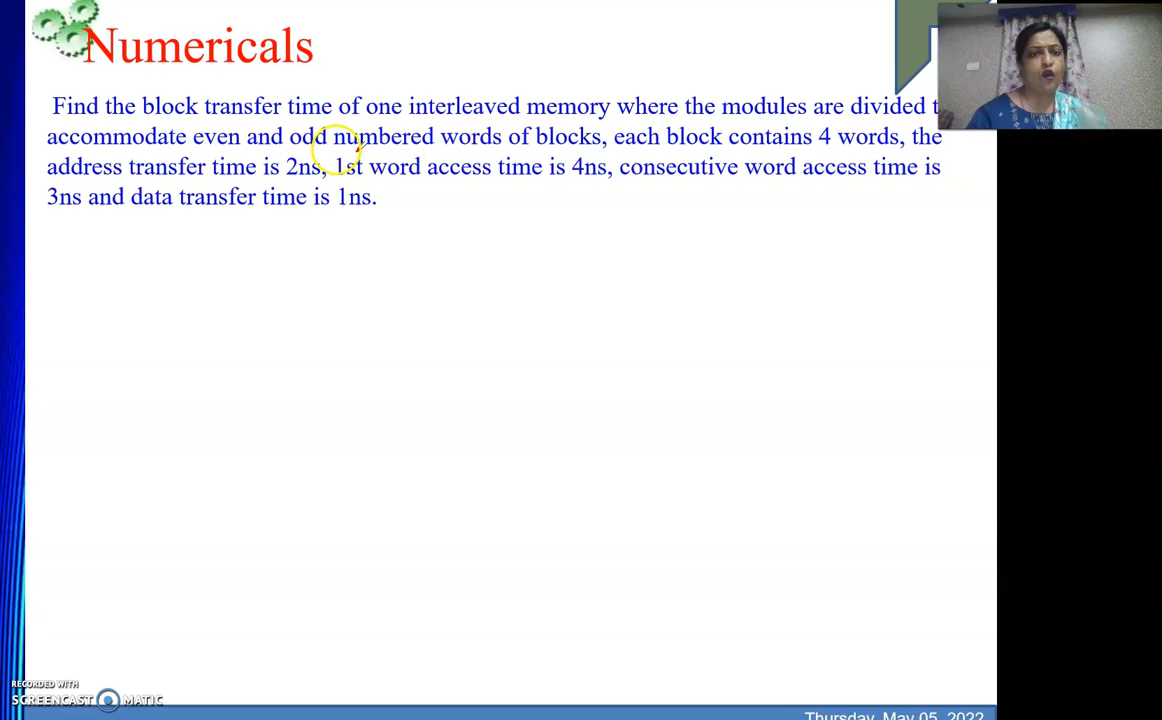 Numericals
Find the block transfer time of one interleaved memory where the modules are divided
accommodate even and odd numbered words of blocks, each block contains 4 words, the
address transfer time is 2ns, 1st word access time is 4ns, consecutive word access time is
3ns and data transfer time is 1ns.
RECORDED WITH
SCREENCAST MATIC
Thursday, May 05, 2022